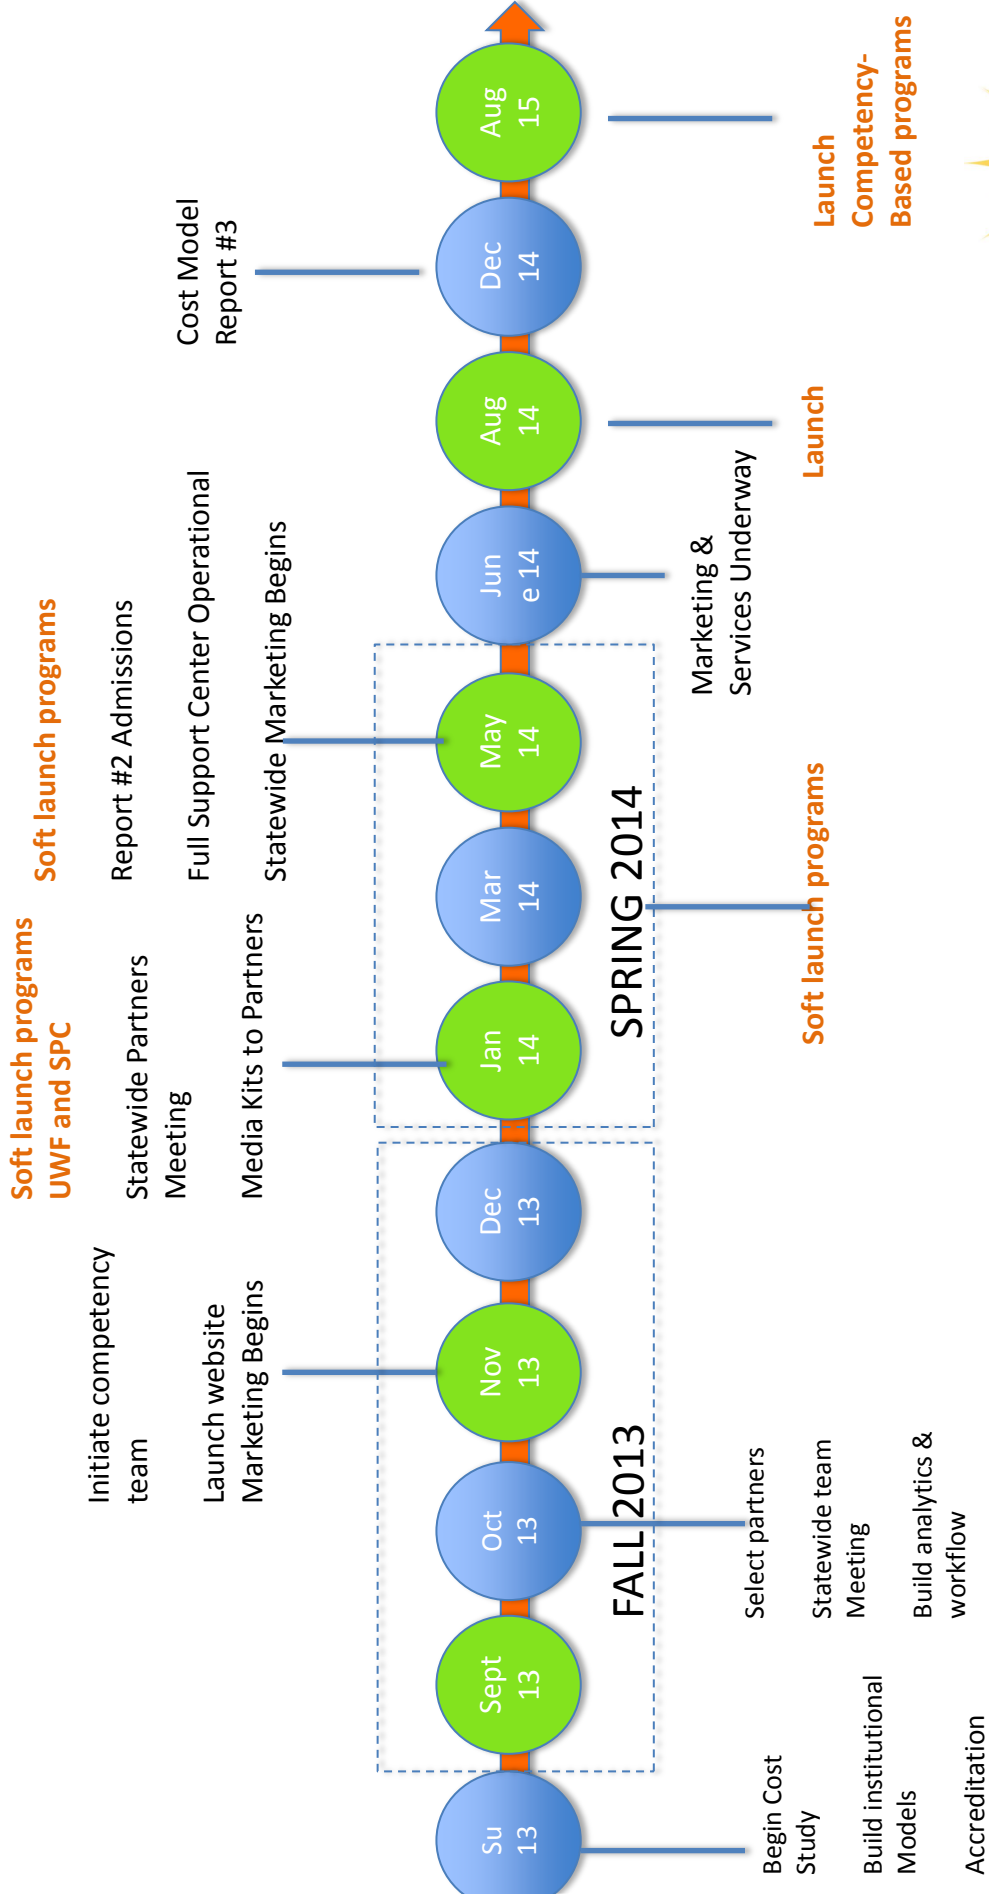 Soft launch programs
UWF and SPC
Statewide Partners
Meeting
Media Kits to Partners
Soft launch programs
Report #2 Admissions
Full Support Center Operational
Statewide Marketing Begins
Initiate competency
team
Launch website
Marketing Begins
Cost Model
Report #3
Su
13
Sept
13
Oct
13
Nov
13
Dec
13
Jan
14
Mar
14
May
14
Jun
e 14
Aug
14
Dec
14
Aug
15
FALL 2013
SPRING 2014
Begin Cost
Study
Build institutional
Models
Accreditation
Select partners
Statewide team
Meeting
Build analytics &
workflow
Soft launch programs
Marketing &
Services Underway
Launch
Launch
Competency-
Based programs